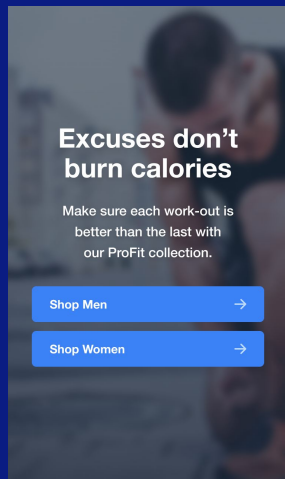 Excuses don’t
burn calories
Make sure each work-out is
better than the last with
our ProFit collection.
Shop Men
Shop Women